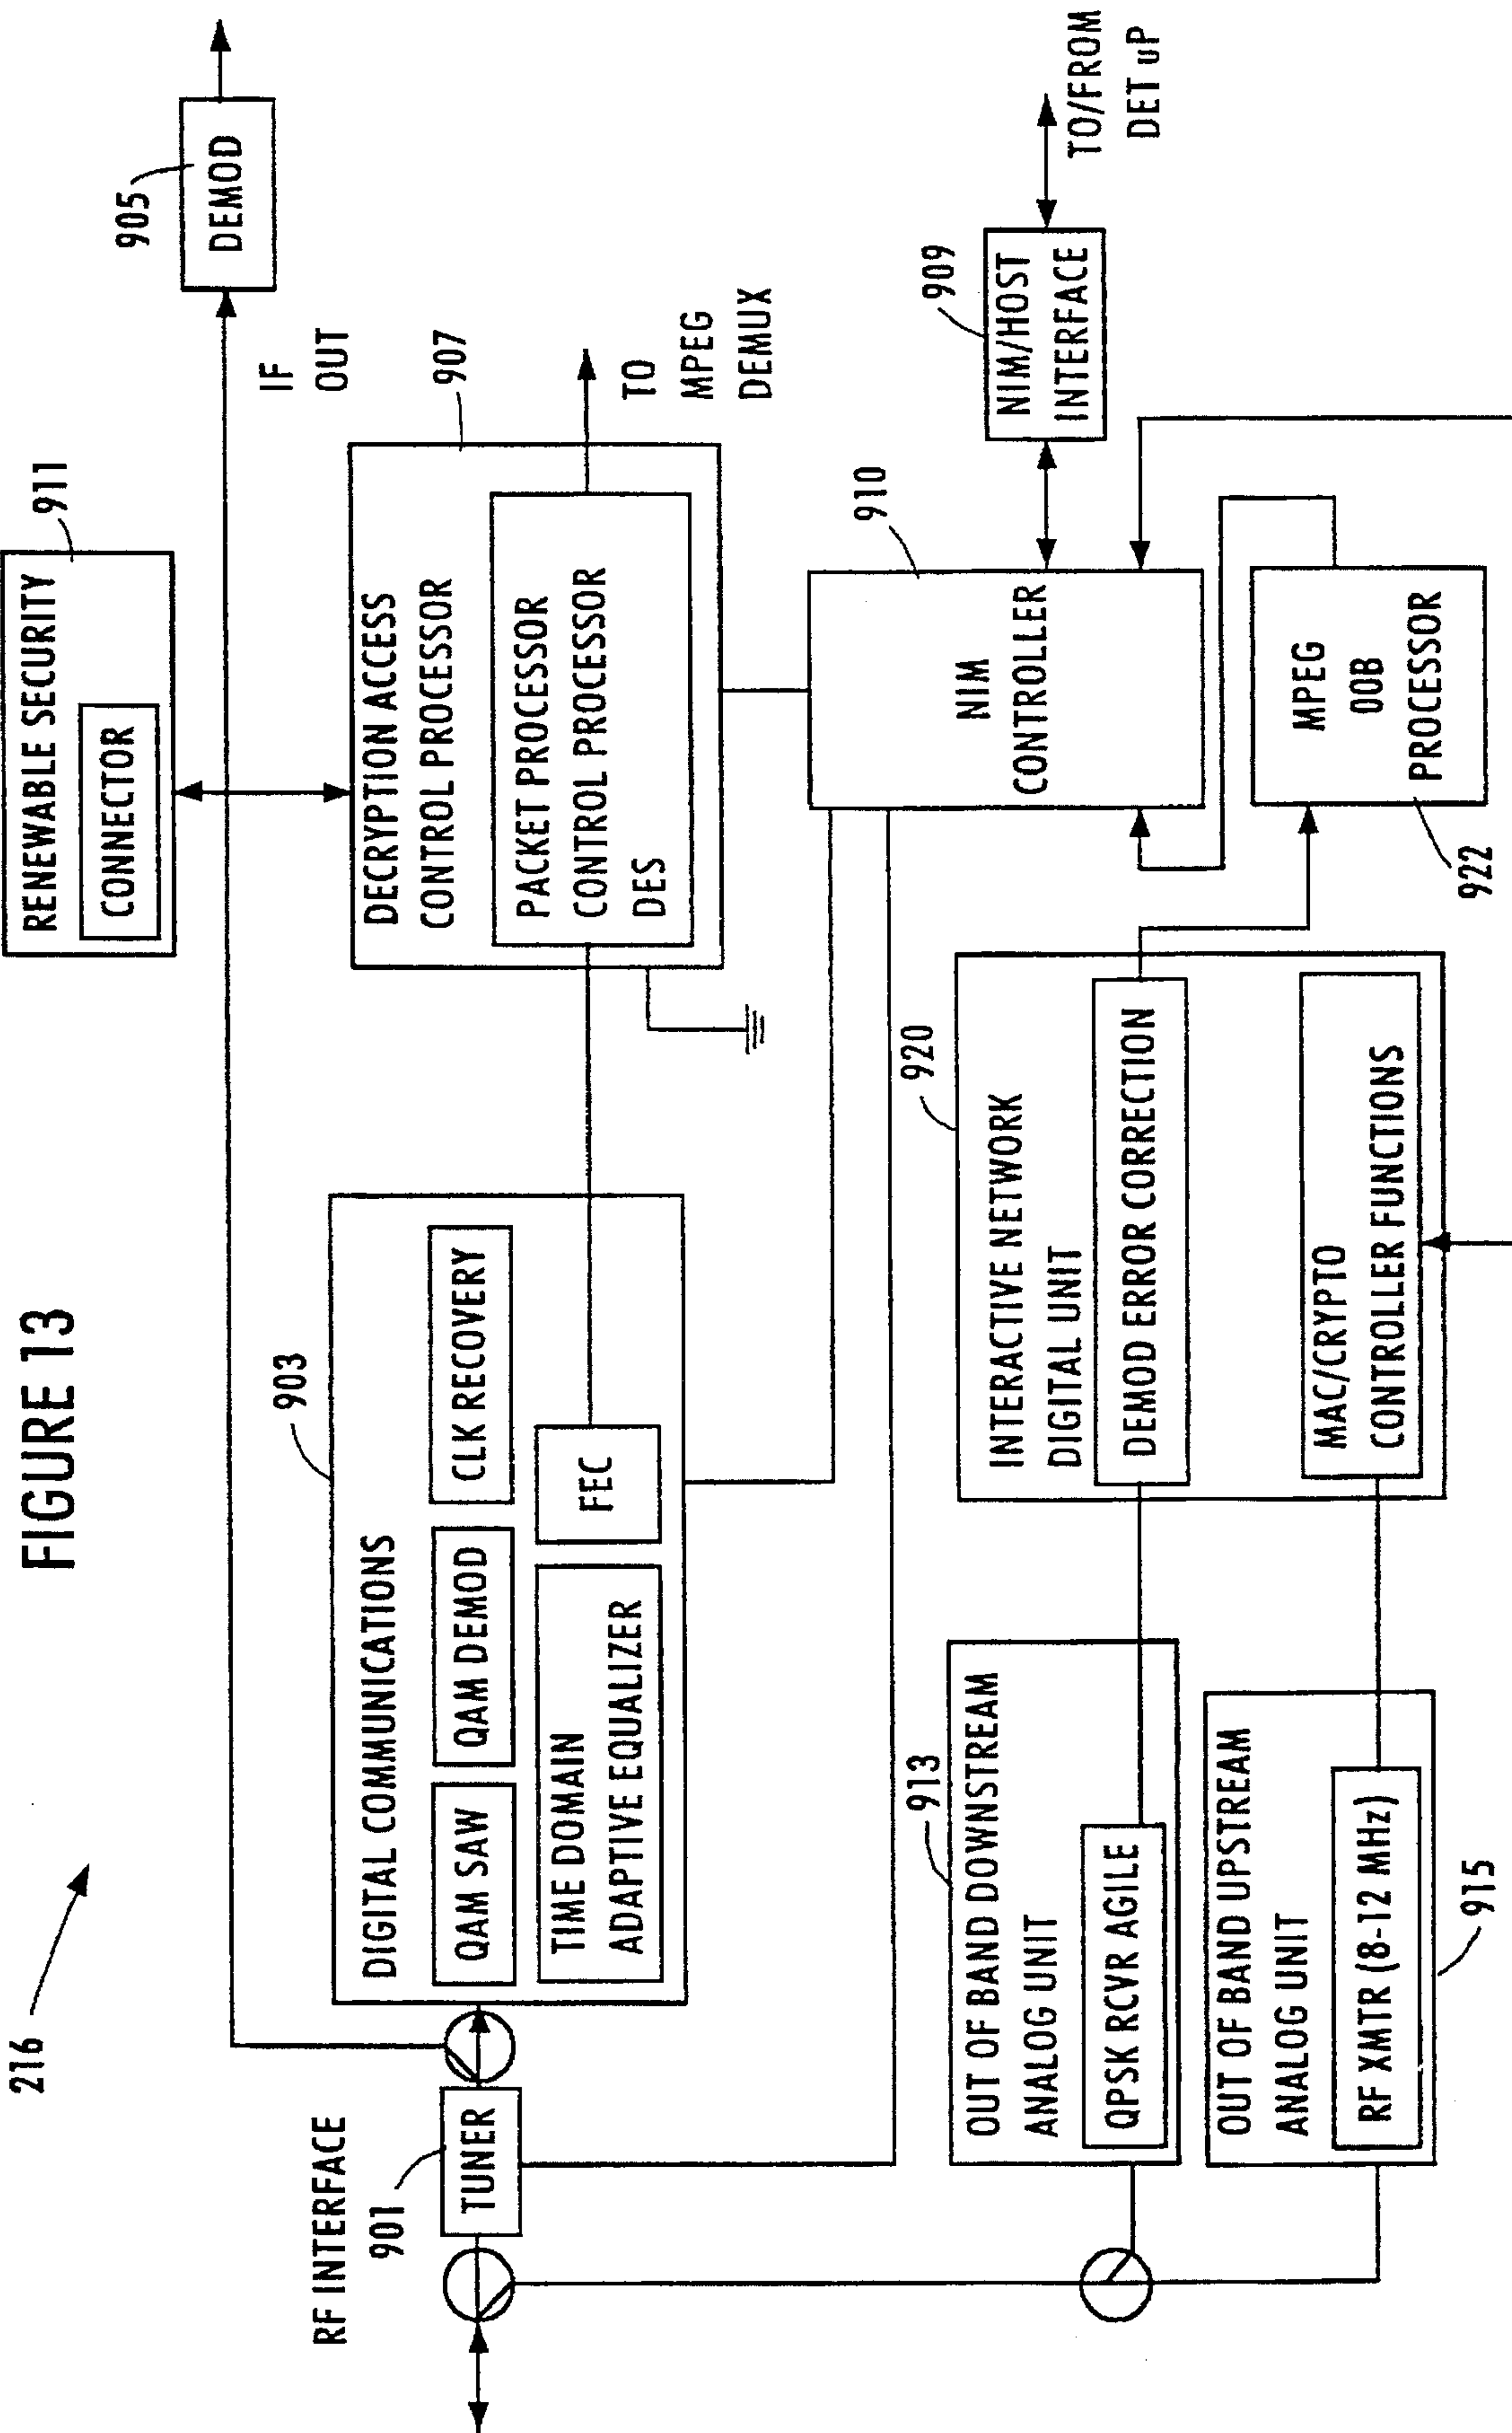 FIGURE 13
216
RF INTERFACE
901
TUNER
903
DIGITAL COMMUNICATIONS
QAM SAW
QAM DEMOD
CLK RECOVERY
TIME DOMAIN
ADAPTIVE EQUALIZER
FEC
RENEWABLE SECURITY
911
CONNECTOR
905
DEMOD
IF
OUT
907
DECRYPTION ACCESS
CONTROL PROCESSOR
PACKET PROCESSOR
CONTROL PROCESSOR
DES
TO
MPEG
DEMUX
910
NIM
CONTROLLER
909
NIM/HOST
INTERFACE
TO/FROM
DET uP
913
OUT OF BAND DOWNSTREAM
ANALOG UNIT
QPSK RCVR AGILE
OUT OF BAND UPSTREAM
ANALOG UNIT
RF XMTR (8-12 MHz)
915
920
INTERACTIVE NETWORK
DIGITAL UNIT
DEMOD ERROR CORRECTION
MAC/CRYPTO
CONTROLLER FUNCTIONS
MPEG
OOB
PROCESSOR
922